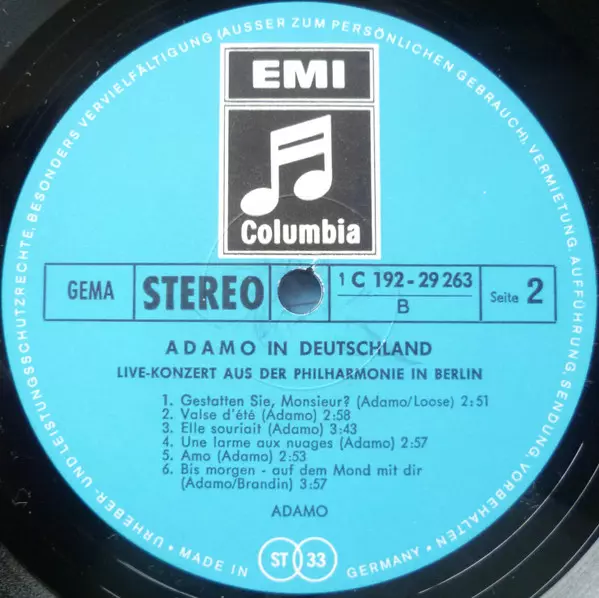 EMI
Columbia
GEMA
STEREO
1 C 192-29 263
B
Seite 2
ADAMO IN DEUTSCHLAND
LIVE-KONZERT AUS DER PHILHARMONIE IN BERLIN
1. Gestatten Sie, Monsieur? (Adamo/Loose) 2:51
2. Valse d'été (Adamo) 2:58
3. Elle souriait (Adamo) 3:43
4. Une larme aux nuages (Adamo) 2:57
5. Amo (Adamo) 2:53
6. Bis morgen - auf dem Mond mit dir
(Adamo/Brandin) 3:57
ADAMO
URHEBER- UND LEISTUNGSSCHUTZRECHTE, BESONDERS VERVIELFÄLTIGUNG (AUSSER ZUM PERSÖNLICHEN GEBRAUCH), VERMIETUNG, AUFFÜHRUNG, SENDUNG, VORBEHALTEN
• MADE IN GERMANY •
ST 33